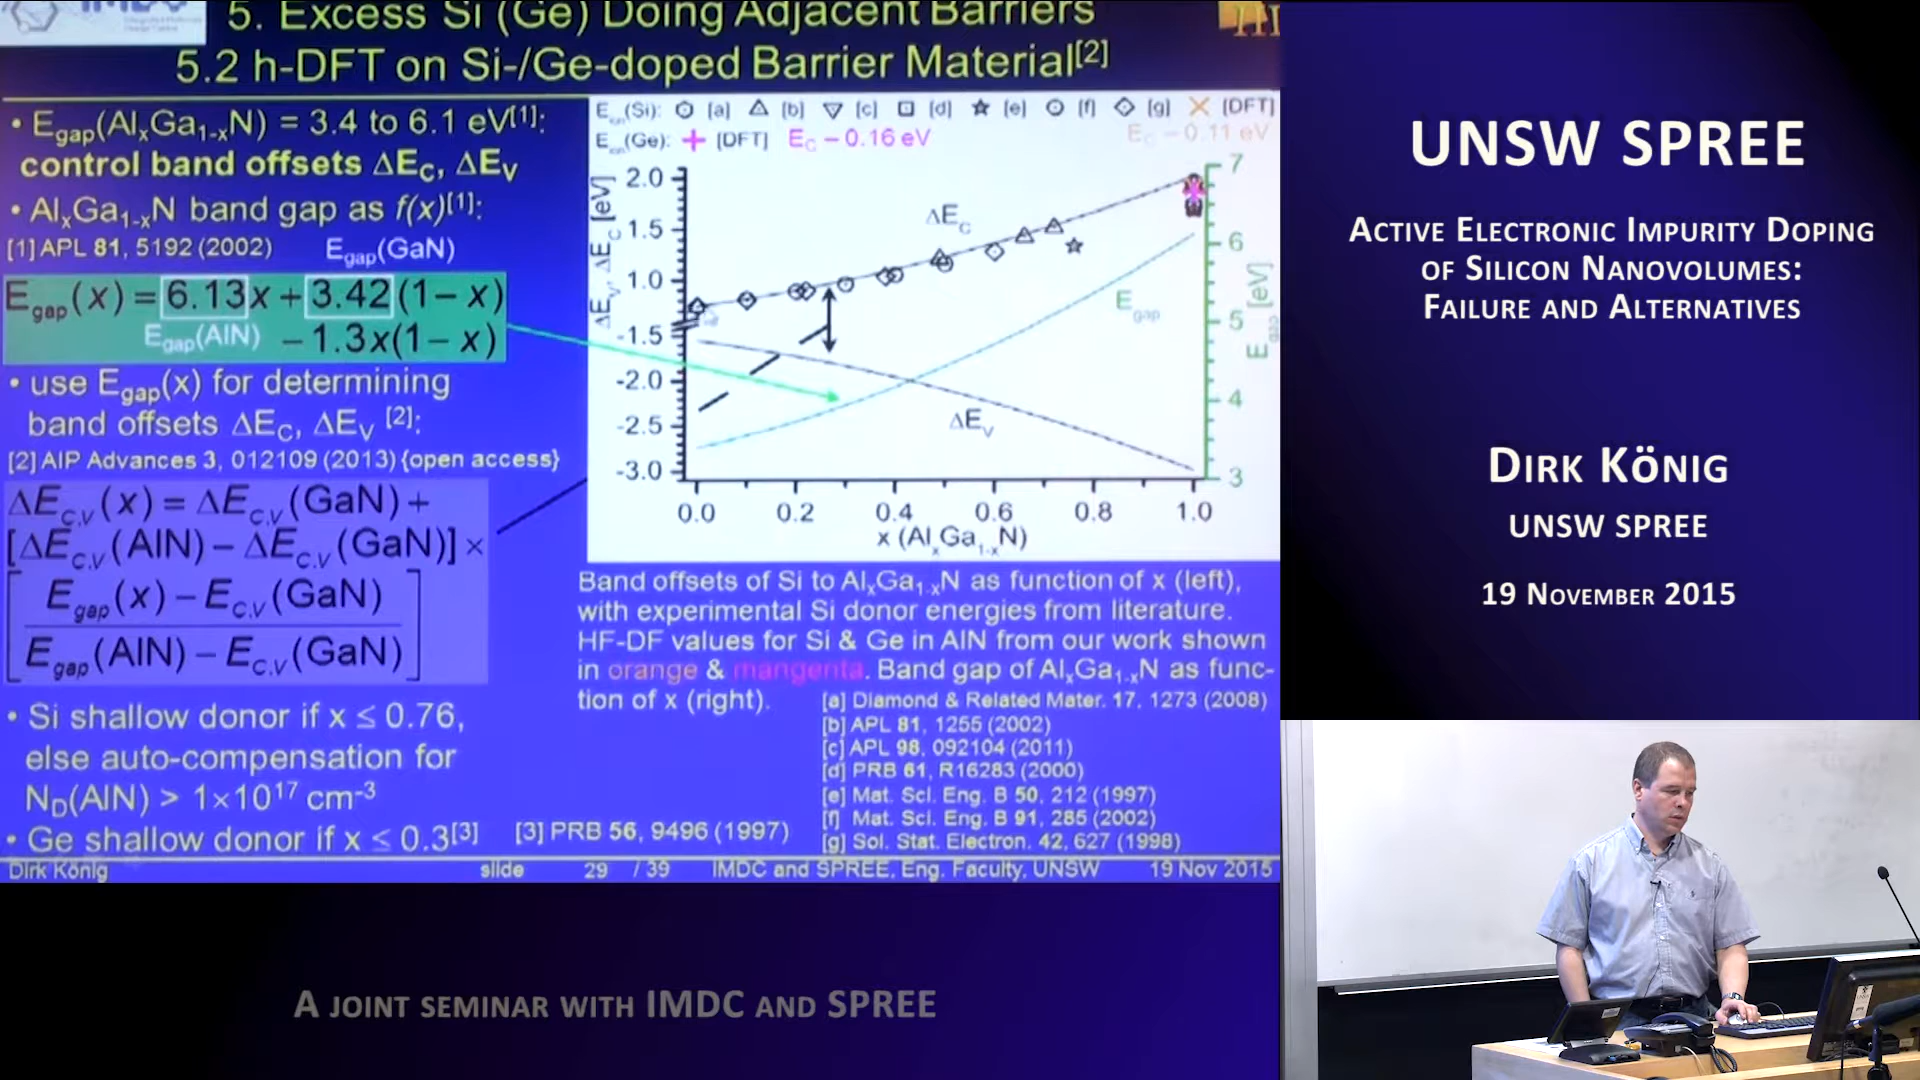 5. Excess Si (Ge) Doing Adjacent Barriers
5.2 h-DFT on Si-/Ge-doped Barrier Material[2]
• Egap(AlxGa1-xN) = 3.4 to 6.1 eV[1]:
control band offsets ΔEC, ΔEV
• AlxGa1-xN band gap as f(x)[1]:
[1] APL 81, 5192 (2002) Egap(GaN)
Egap(x) = 6.13x + 3.42(1− x)
Egap(AlN) − 1.3x(1− x)
• use Egap(x) for determining
band offsets ΔEC, ΔEV [2]:
[2] AIP Advances 3, 012109 (2013) {open access}
ΔEC,V(x) = ΔEC,V(GaN) +
[ΔEC,V(AlN) − ΔEC,V(GaN)] ×
Egap(x) − EC,V(GaN)
Egap(AlN) − EC,V(GaN)
• Si shallow donor if x ≤ 0.76,
else auto-compensation for
ND(AlN) > 1×10^17 cm^-3
• Ge shallow donor if x ≤ 0.3[3] [3] PRB 56, 9496 (1997)
(Si): [a] [b] [c] [d] [e] [f] [g] [DFT]
(Ge): [DFT] EC − 0.16 eV EC − 0.11 eV
ΔEV, ΔEC [eV]
2.0
1.5
1.0
-1.5
-2.0
-2.5
-3.0
ΔEC
Egap
ΔEV
7
6
5
4
3
Egap [eV]
0.0 0.2 0.4 0.6 0.8 1.0
x (AlxGa1-xN)
Band offsets of Si to AlxGa1-xN as function of x (left),
with experimental Si donor energies from literature.
HF-DF values for Si & Ge in AlN from our work shown
in orange & mangenta. Band gap of AlxGa1-xN as func-
tion of x (right).
[a] Diamond & Related Mater. 17, 1273 (2008)
[b] APL 81, 1255 (2002)
[c] APL 98, 092104 (2011)
[d] PRB 61, R16283 (2000)
[e] Mat. Sci. Eng. B 50, 212 (1997)
[f] Mat. Sci. Eng. B 91, 285 (2002)
[g] Sol. Stat. Electron. 42, 627 (1998)
Dirk König slide 29 / 39 IMDC and SPREE, Eng. Faculty, UNSW 19 Nov 2015
UNSW SPREE
ACTIVE ELECTRONIC IMPURITY DOPING
OF SILICON NANOVOLUMES:
FAILURE AND ALTERNATIVES
DIRK KÖNIG
UNSW SPREE
19 NOVEMBER 2015
A JOINT SEMINAR WITH IMDC AND SPREE